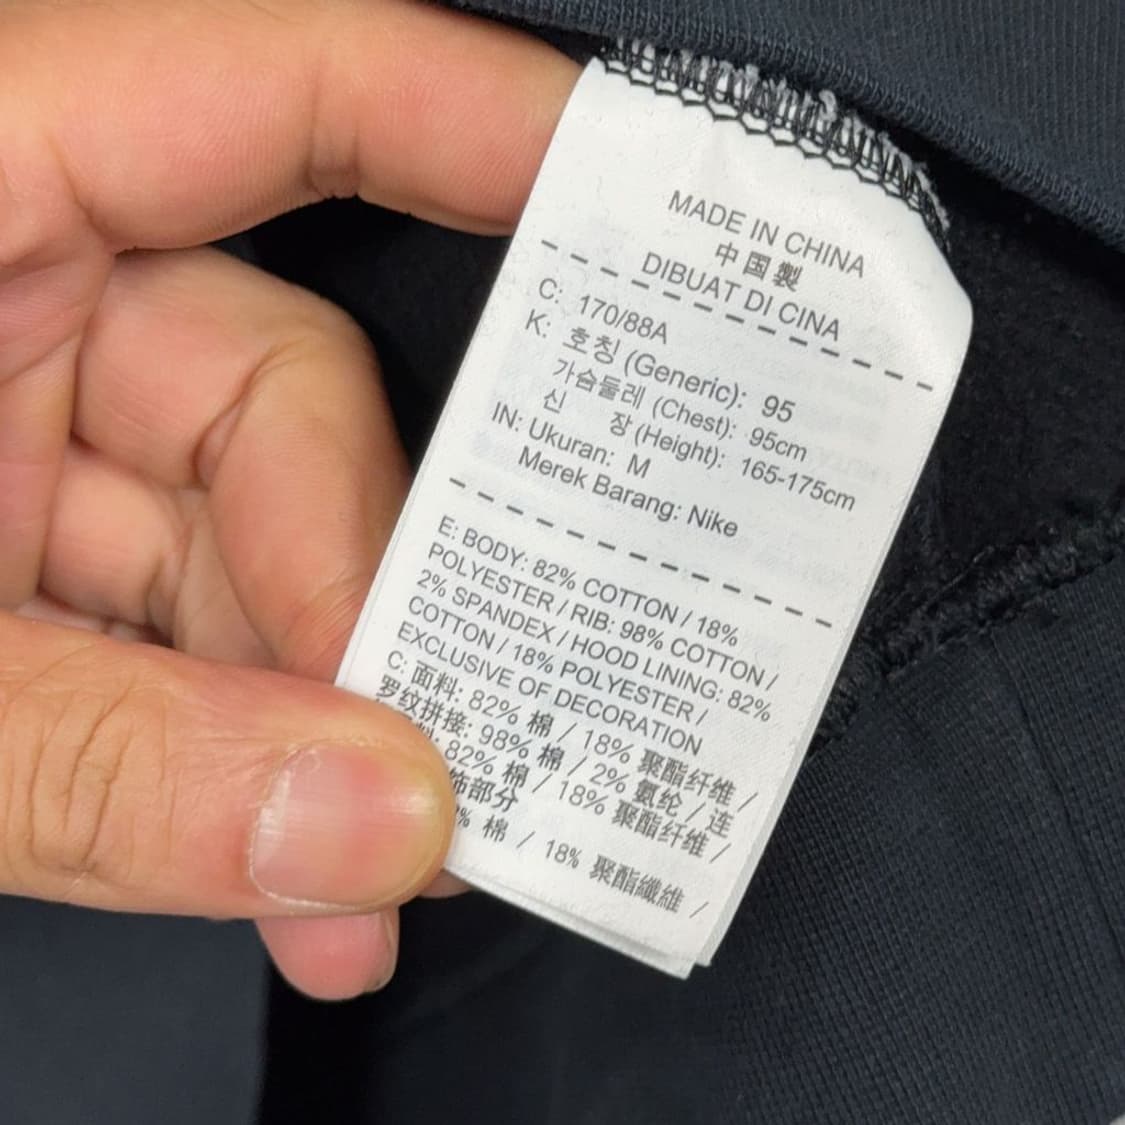 MADE IN CHINA
中国製
DIBUAT DI CINA
C: 170/88A
K: 호칭 (Generic): 95
가슴둘레 (Chest): 95cm
신 장 (Height): 165-175cm
IN: Ukuran: M
Merek Barang: Nike
E: BODY: 82% COTTON / 18%
POLYESTER / RIB: 98% COTTON /
2% SPANDEX / HOOD LINING: 82%
COTTON / 18% POLYESTER /
EXCLUSIVE OF DECORATION
C: 面料: 82% 棉 / 18% 聚酯纤维 /
罗纹拼接: 98% 棉 / 2% 氨纶 / 连
料: 82% 棉 / 18% 聚酯纤维 /
饰部分
% 棉 / 18% 聚酯纖維 /